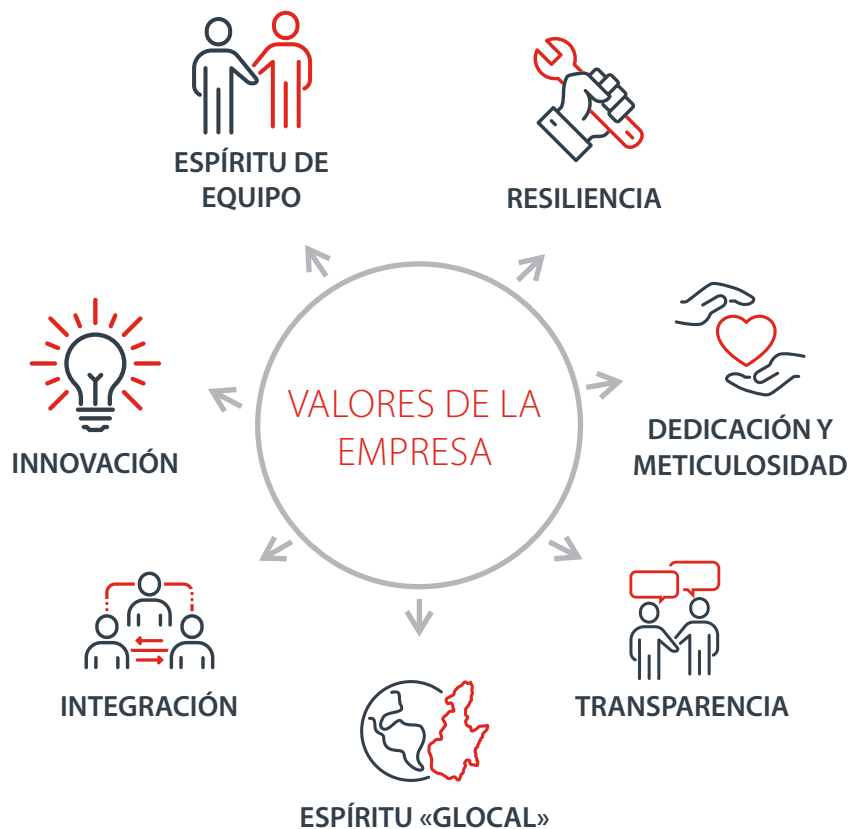 ESPÍRITU DE
EQUIPO
RESILIENCIA
INNOVACIÓN
VALORES DE LA
EMPRESA
DEDICACIÓN Y
METICULOSIDAD
INTEGRACIÓN
TRANSPARENCIA
ESPÍRITU «GLOCAL»